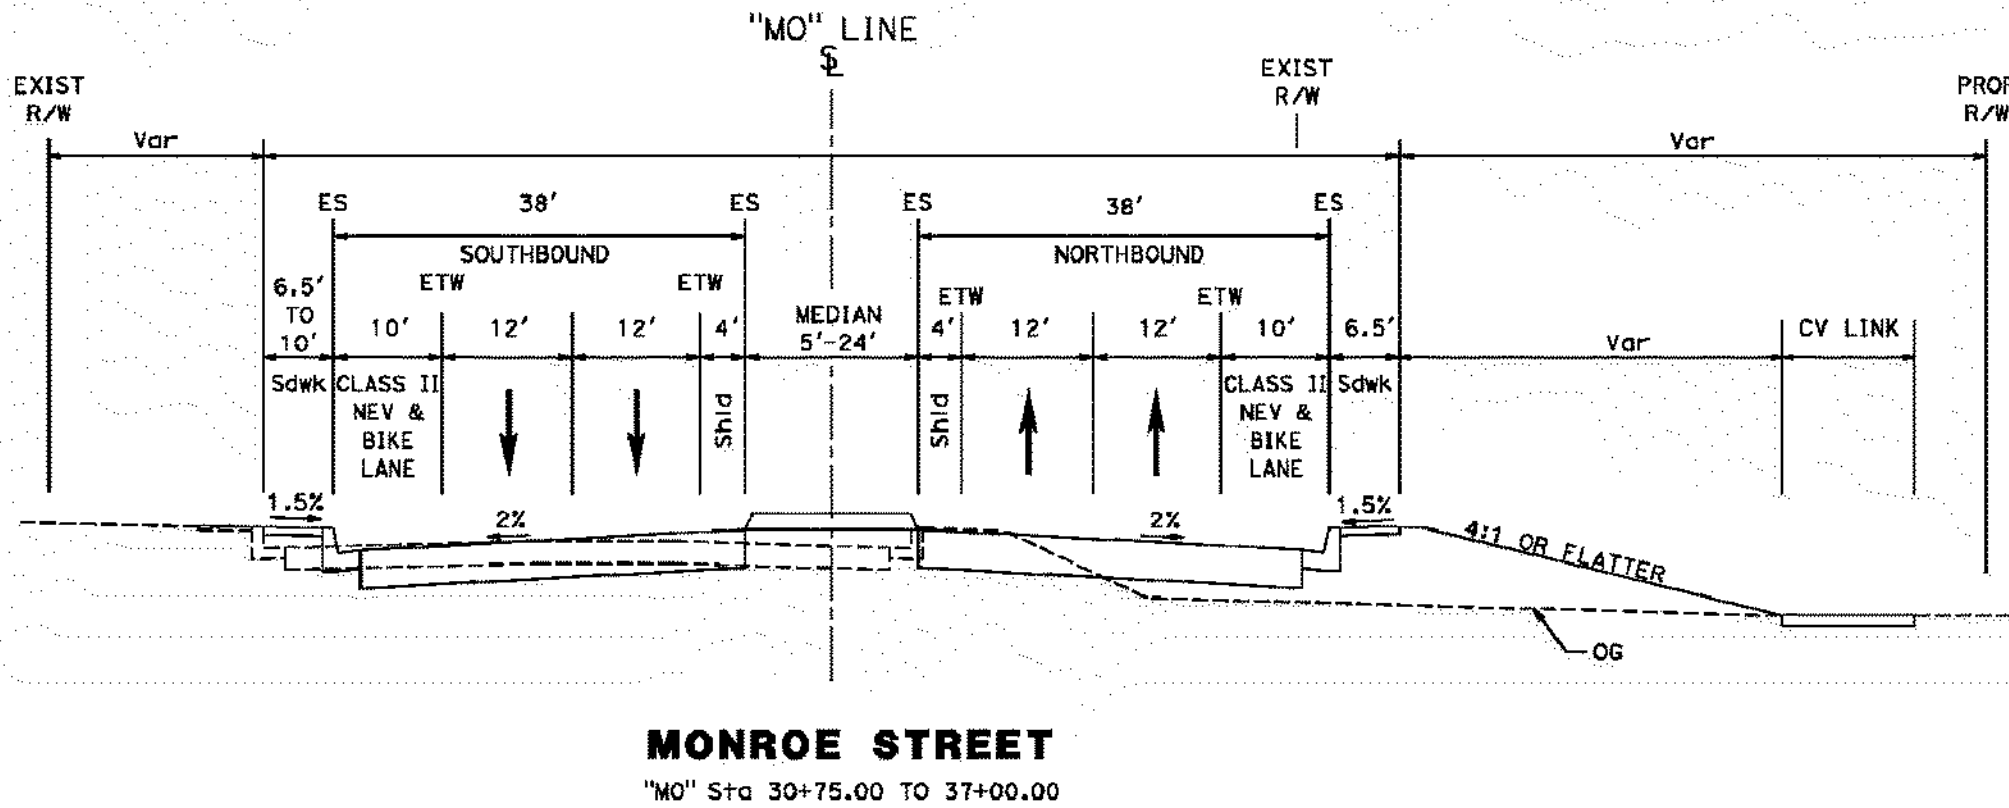 "MO" LINE
℄
EXIST
R/W
EXIST
R/W
PROP
R/W
Var
Var
ES
38'
ES
ES
38'
ES
SOUTHBOUND
NORTHBOUND
ETW
ETW
ETW
ETW
6.5'
TO
10'
10'
12'
12'
4'
MEDIAN
5'-24'
4'
12'
12'
10'
6.5'
Var
CV LINK
Sdwk
CLASS II
NEV &
BIKE
LANE
Shld
Shld
CLASS II
NEV &
BIKE
LANE
Sdwk
1.5%
2%
2%
1.5%
4:1 OR FLATTER
OG
MONROE STREET
"MO" Sta 30+75.00 TO 37+00.00